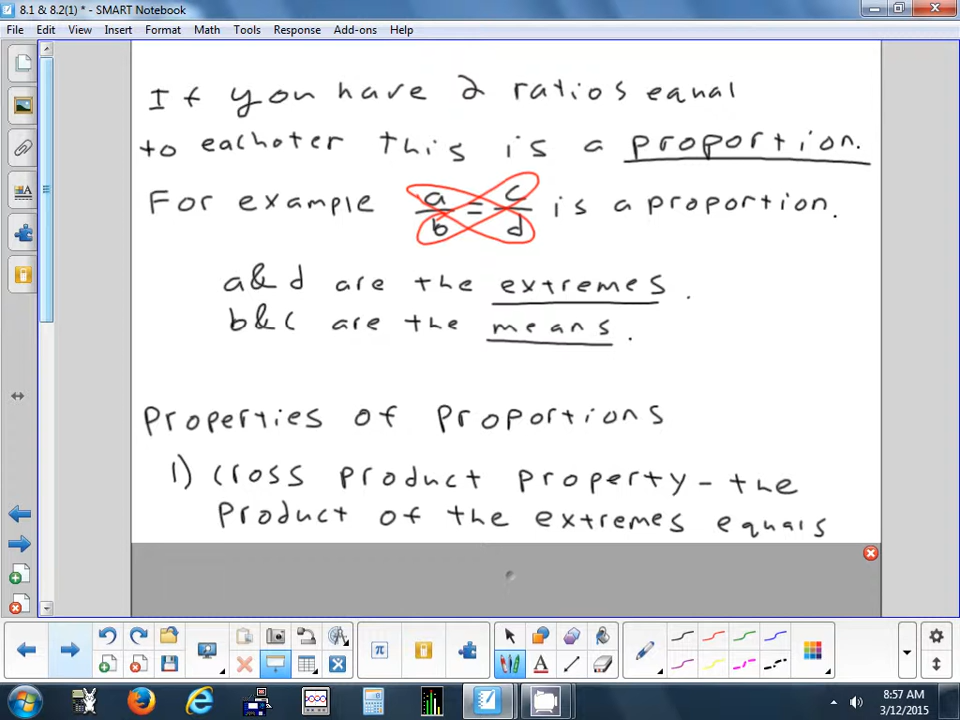 8.1 & 8.2(1) * - SMART Notebook
File Edit View Insert Format Math Tools Response Add-ons Help
If you have 2 ratios equal
to eachoter this is a proportion.
For example a/b = c/d is a proportion.
a & d are the extremes.
b & c are the means.
Properties of Proportions
1) Cross product property - the
Product of the extremes equals
8:57 AM
3/12/2015